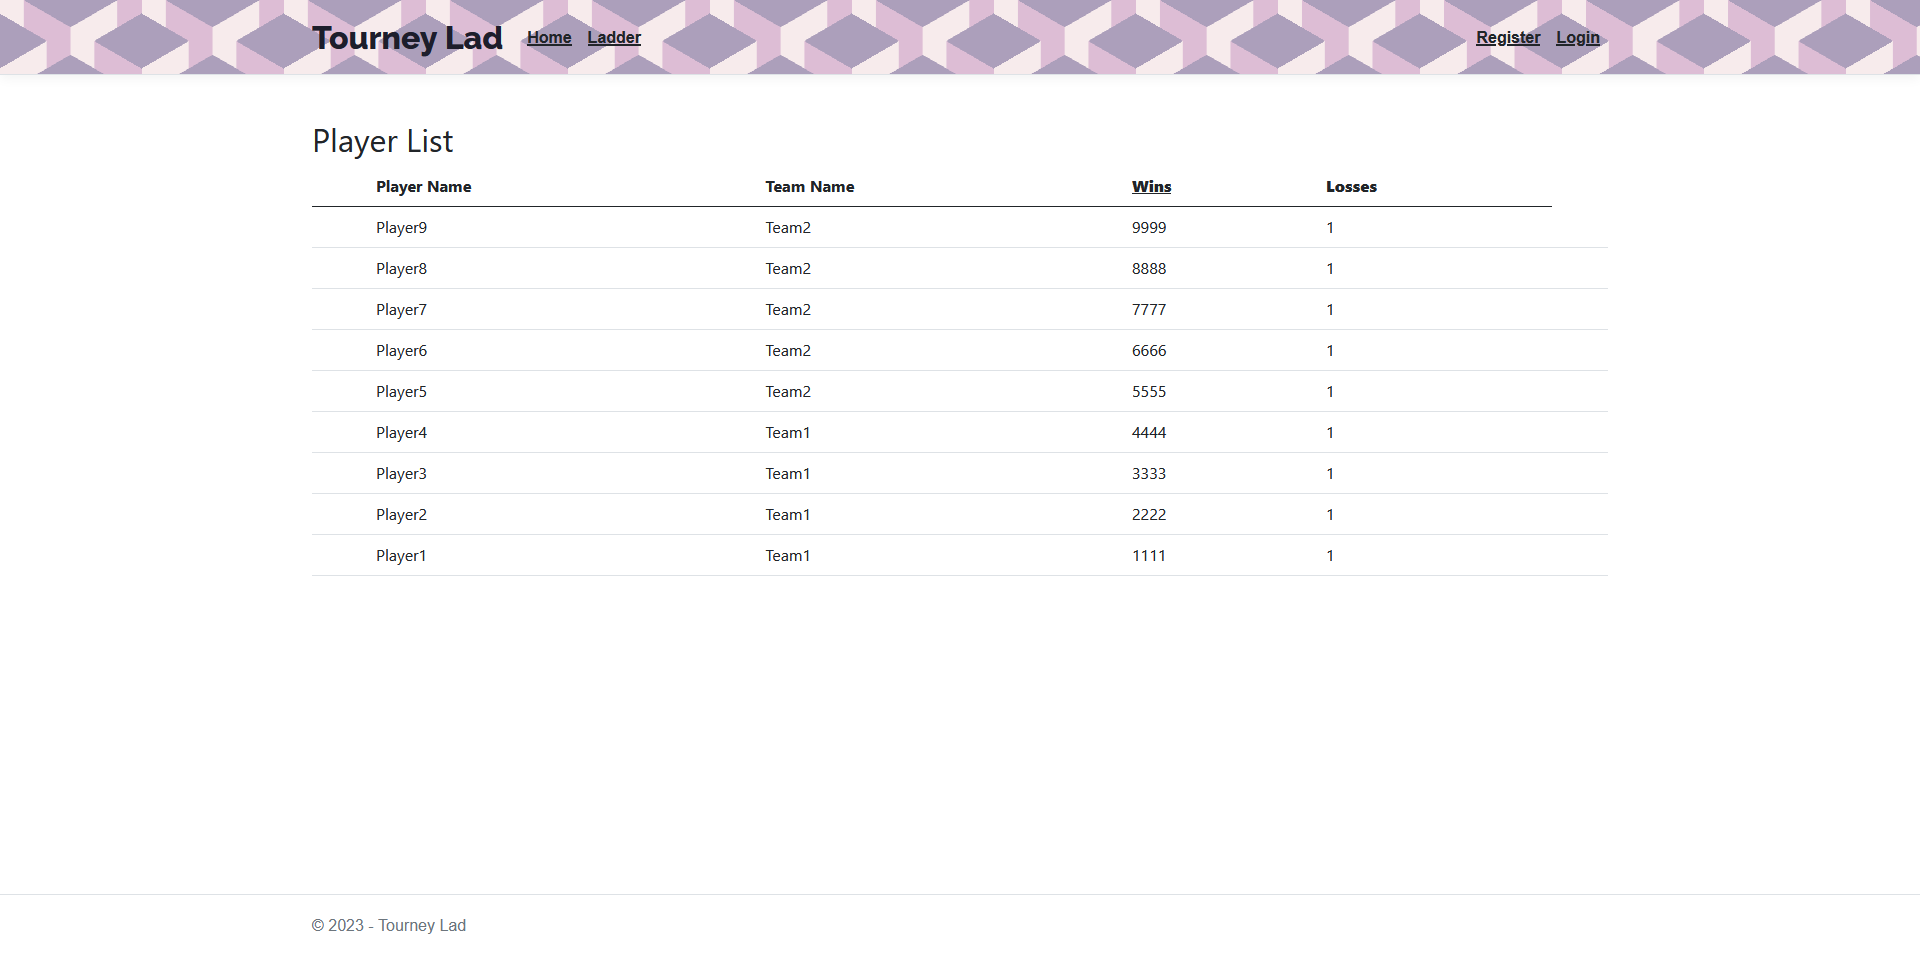 Tourney Lad Home Ladder Register Login
Player List
Player Name Team Name Wins Losses
Player9 Team2 9999 1
Player8 Team2 8888 1
Player7 Team2 7777 1
Player6 Team2 6666 1
Player5 Team2 5555 1
Player4 Team1 4444 1
Player3 Team1 3333 1
Player2 Team1 2222 1
Player1 Team1 1111 1
© 2023 - Tourney Lad